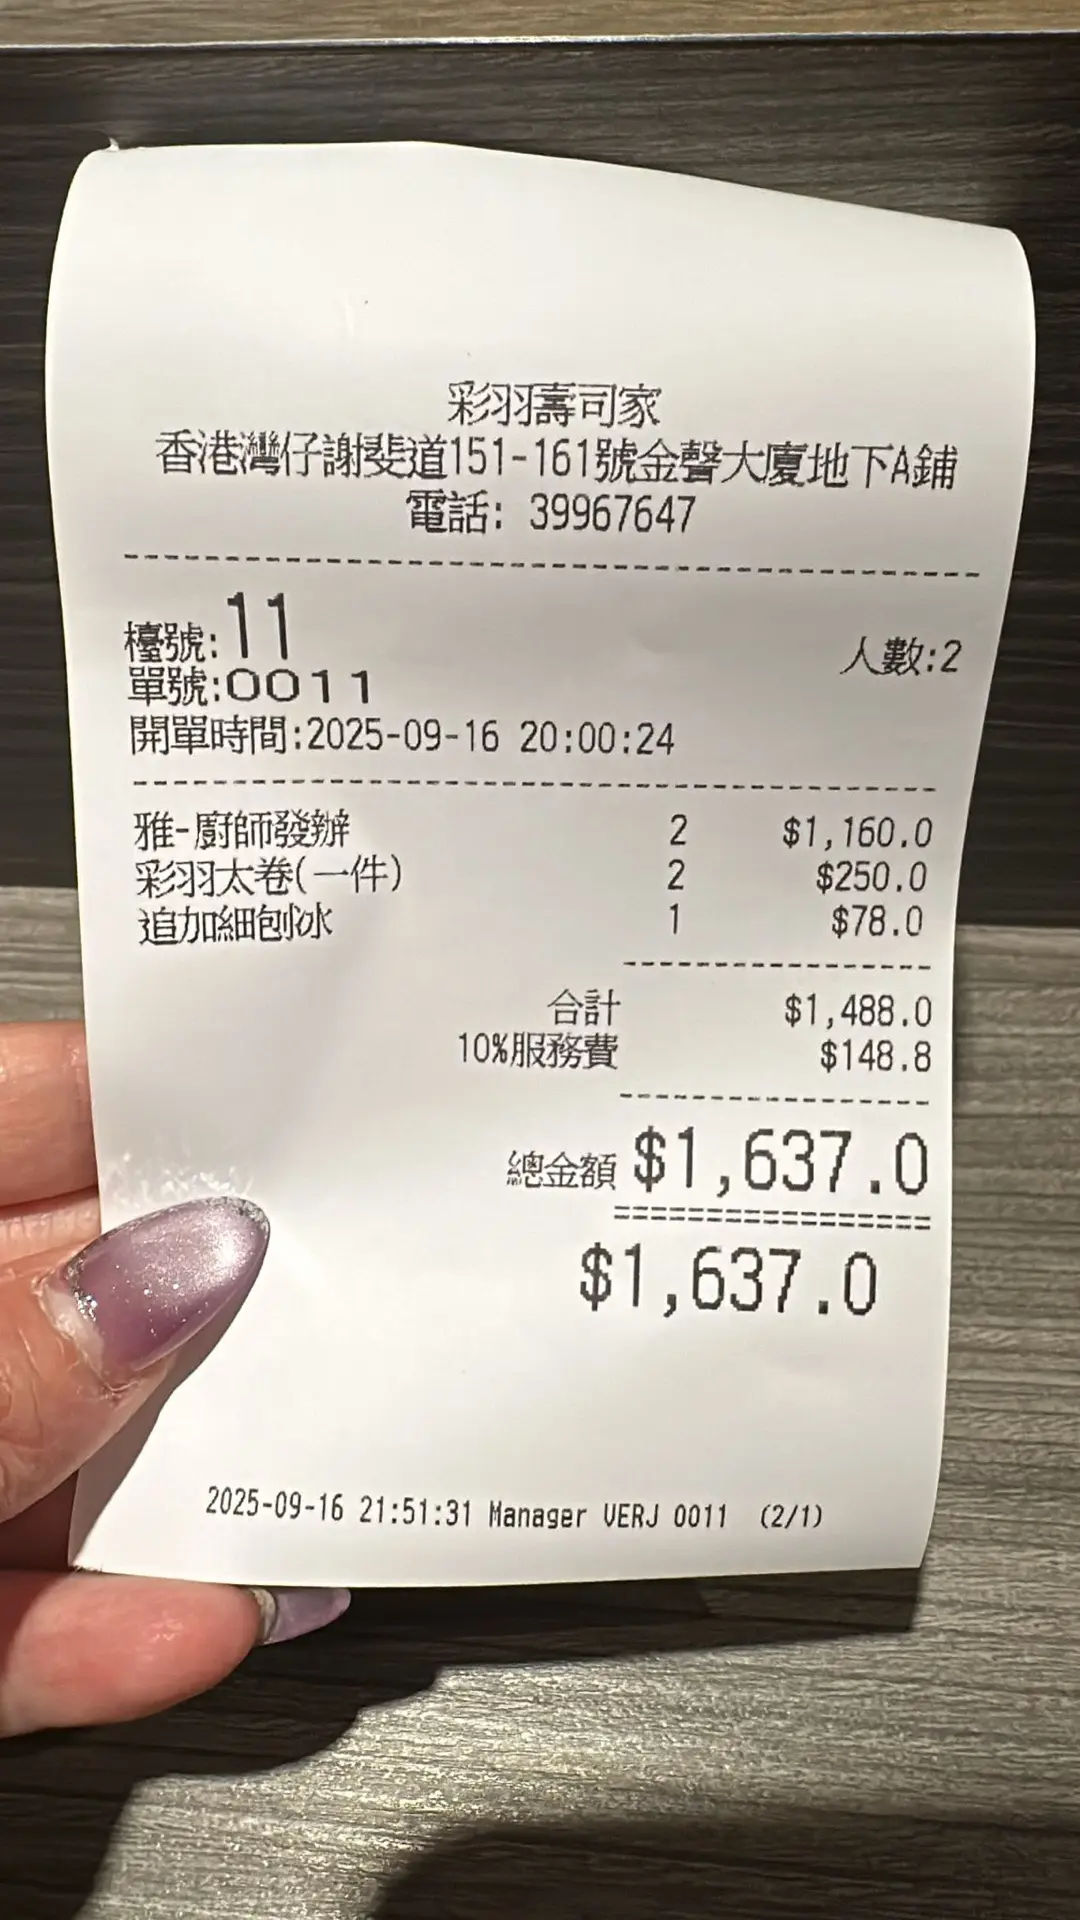 彩羽壽司家
香港灣仔謝斐道151-161號金聲大廈地下A鋪
電話: 39967647
檯號:11 人數:2
單號:0011
開單時間:2025-09-16 20:00:24
雅-廚師發辦 2 $1,160.0
彩羽太卷(一件) 2 $250.0
追加細刨冰 1 $78.0
合計 $1,488.0
10%服務費 $148.8
總金額 $1,637.0
$1,637.0
2025-09-16 21:51:31 Manager VERJ 0011 (2/1)